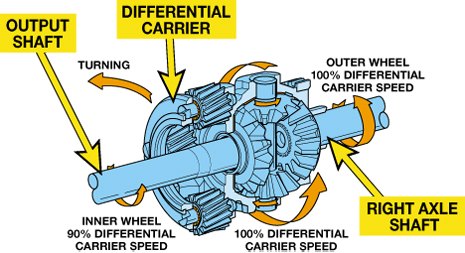 OUTPUT
SHAFT
DIFFERENTIAL
CARRIER
TURNING
OUTER WHEEL
100% DIFFERENTIAL
CARRIER SPEED
INNER WHEEL
90% DIFFERENTIAL
CARRIER SPEED
100% DIFFERENTIAL
CARRIER SPEED
RIGHT AXLE
SHAFT